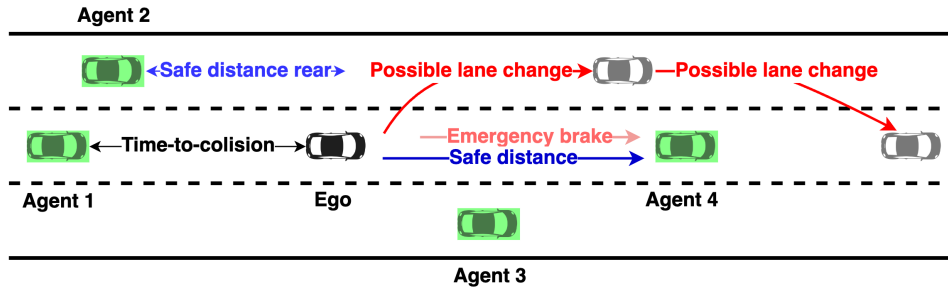 Agent 2
Safe distance rear
Possible lane change
Possible lane change
Time-to-colision
Emergency brake
Safe distance
Agent 1
Ego
Agent 4
Agent 3